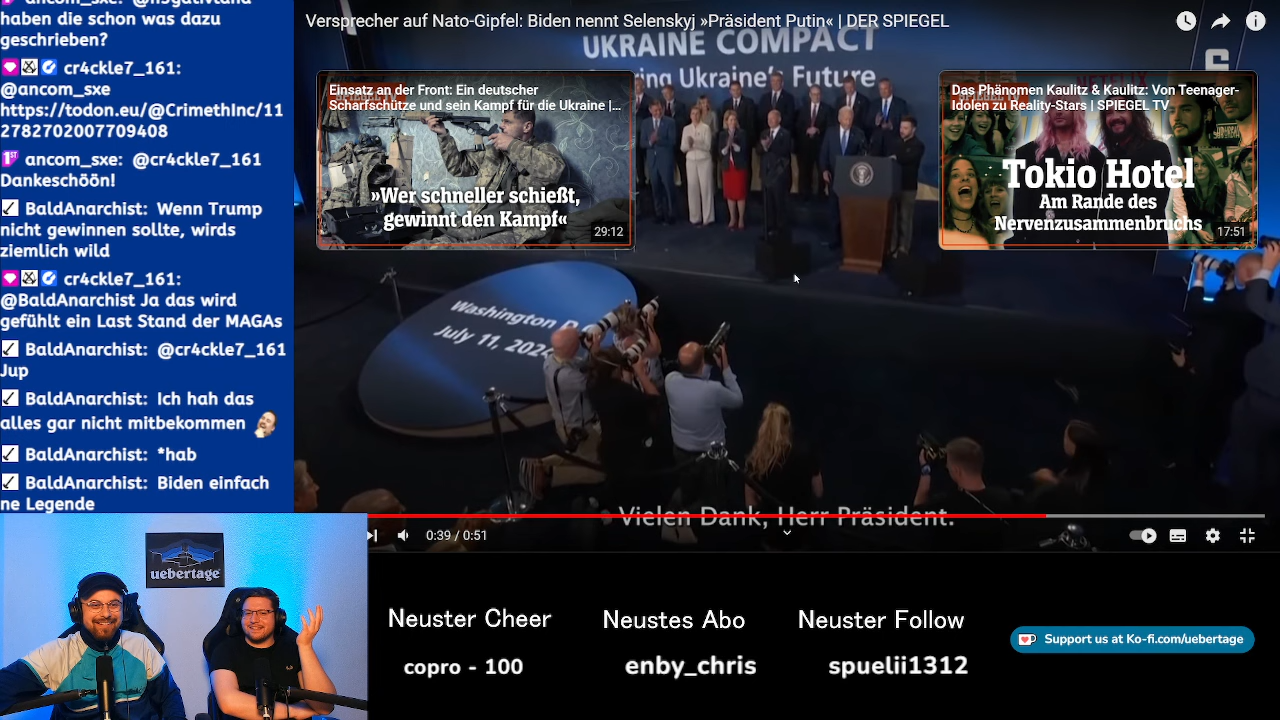 @ancom_sxe: @h5gativland
haben die schon was dazu
geschrieben?
cr4ckle7_161:
@ancom_sxe
https://todon.eu/@CrimethInc/11
2782702007709408
ancom_sxe: @cr4ckle7_161
Dankeschöön!
BaldAnarchist: Wenn Trump
nicht gewinnen sollte, wirds
ziemlich wild
cr4ckle7_161:
@BaldAnarchist Ja das wird
gefühlt ein Last Stand der MAGAs
BaldAnarchist: @cr4ckle7_161
Jup
BaldAnarchist: Ich hah das
alles gar nicht mitbekommen
BaldAnarchist: *hab
BaldAnarchist: Biden einfach
ne Legende
Versprecher auf Nato-Gipfel: Biden nennt Selenskyj »Präsident Putin« | DER SPIEGEL
UKRAINE COMPACT
ring Ukraine's Future
Einsatz an der Front: Ein deutscher
Scharfschütze und sein Kampf für die Ukraine |...
»Wer schneller schießt,
gewinnt den Kampf«
29:12
NETFLIX
Das Phänomen Kaulitz & Kaulitz: Von Teenager-
Idolen zu Reality-Stars | SPIEGEL TV
Tokio Hotel
Am Rande des
Nervenzusammenbruchs
17:51
Washington D.C
July 11, 2024
Vielen Dank, Herr Präsident.
0:39 / 0:51
uebertage
Neuster Cheer
copro - 100
Neustes Abo
enby_chris
Neuster Follow
spuelii1312
Support us at Ko-fi.com/uebertage